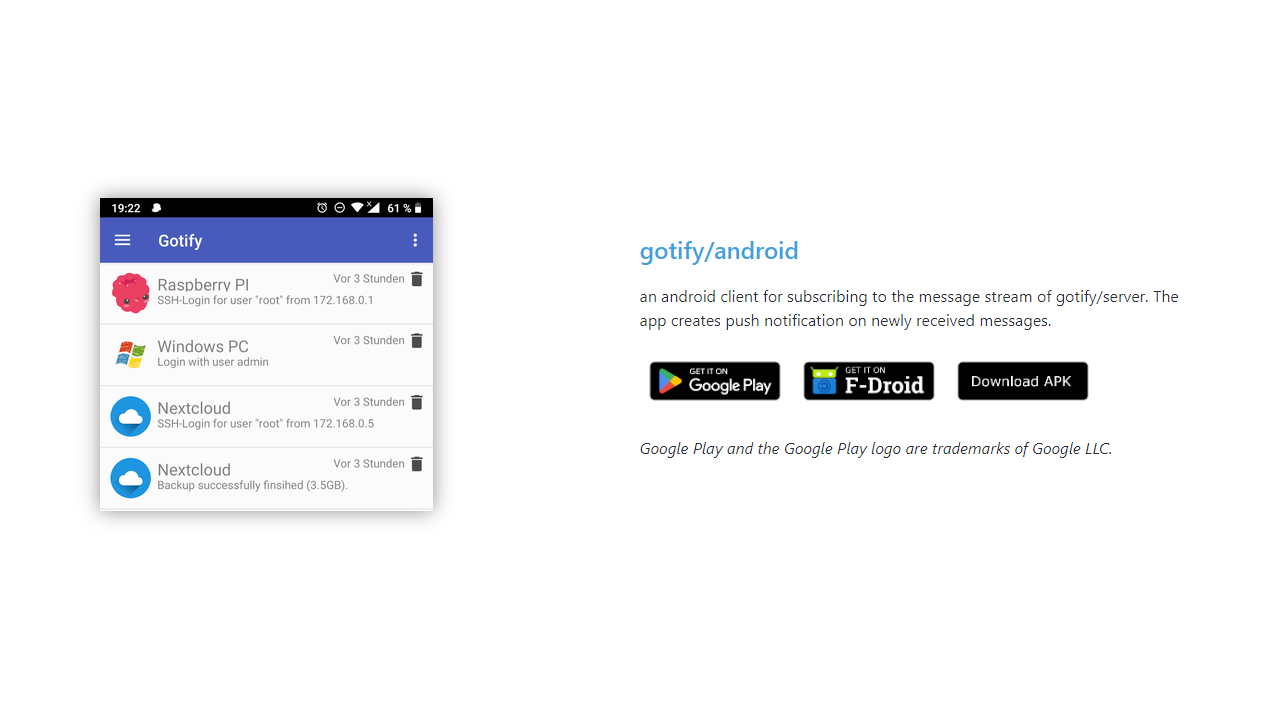 19:22
61 %
Gotify
Raspberry PI
Vor 3 Stunden
SSH-Login for user "root" from 172.168.0.1
Windows PC
Vor 3 Stunden
Login with user admin
Nextcloud
Vor 3 Stunden
SSH-Login for user "root" from 172.168.0.5
Nextcloud
Vor 3 Stunden
Backup successfully finsihed (3.5GB).
gotify/android
an android client for subscribing to the message stream of gotify/server. The
app creates push notification on newly received messages.
GET IT ON
Google Play
GET IT ON
F-Droid
Download APK
Google Play and the Google Play logo are trademarks of Google LLC.